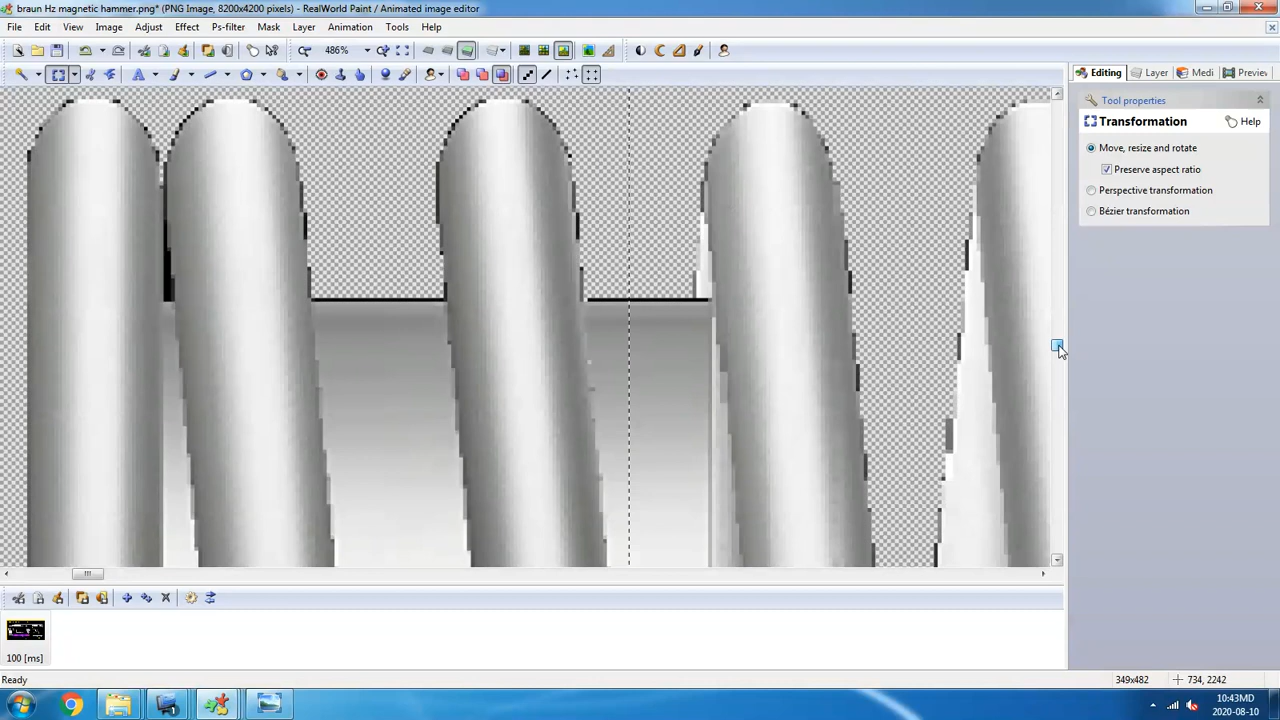 braun Hz magnetic hammer.png* (PNG Image, 8200x4200 pixels) - RealWorld Paint / Animated image editor
File Edit View Image Adjust Effect Ps-filter Mask Layer Animation Tools Help
486%
Editing Layer Medi Previe
Tool properties
Transformation Help
Move, resize and rotate
Preserve aspect ratio
Perspective transformation
Bézier transformation
100 [ms]
Ready 349x482 734, 2242
10:43MD
2020-08-10